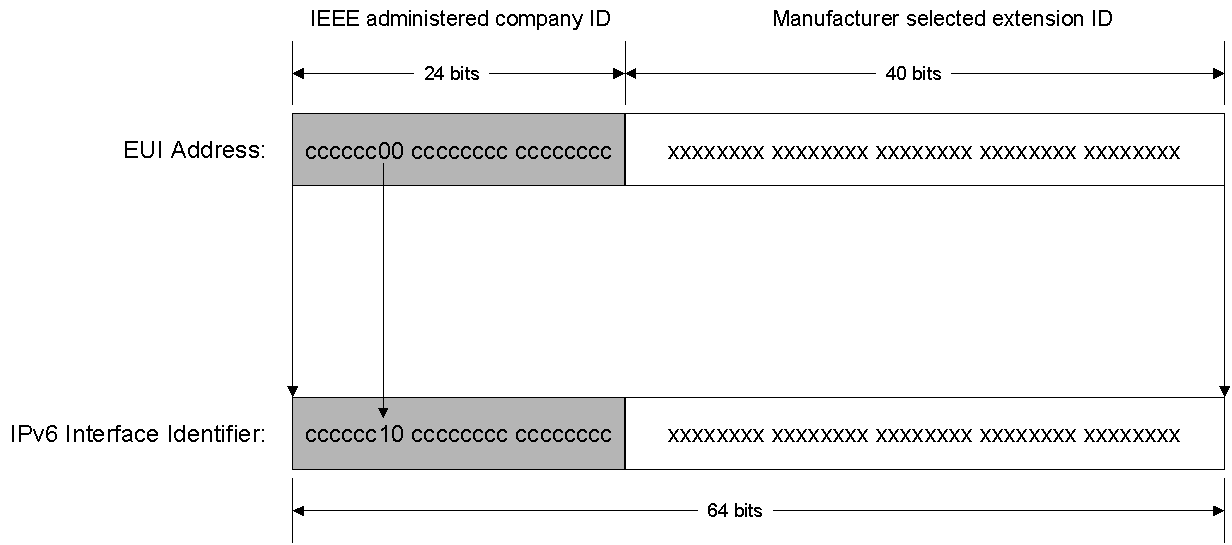 IEEE administered company ID Manufacturer selected extension ID
24 bits 40 bits
EUI Address: cccccc00 cccccccc cccccccc xxxxxxxx xxxxxxxx xxxxxxxx xxxxxxxx xxxxxxxx
IPv6 Interface Identifier: cccccc10 cccccccc cccccccc xxxxxxxx xxxxxxxx xxxxxxxx xxxxxxxx xxxxxxxx
64 bits